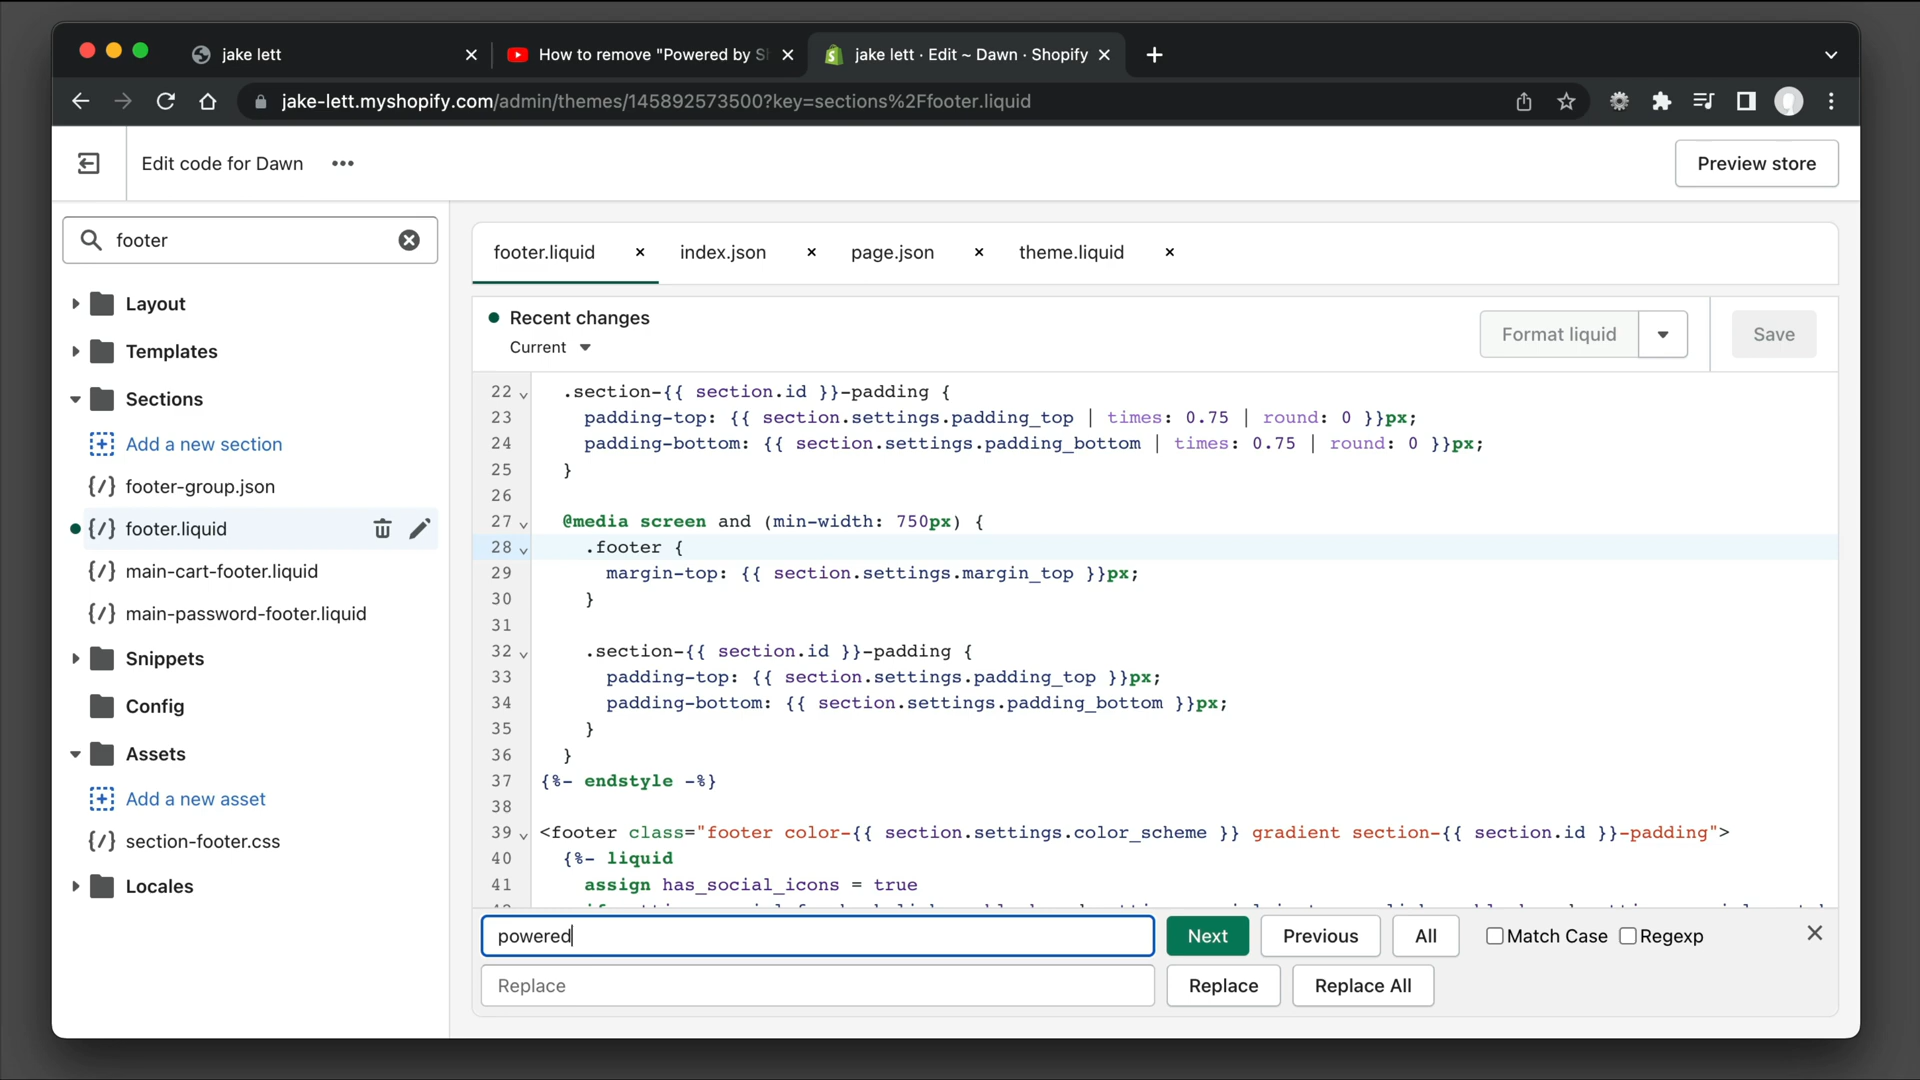 jake lett
How to remove "Powered by S
jake lett · Edit ~ Dawn · Shopify
jake-lett.myshopify.com/admin/themes/145892573500?key=sections%2Ffooter.liquid
Edit code for Dawn
Preview store
footer
Layout
Templates
Sections
Add a new section
footer-group.json
footer.liquid
main-cart-footer.liquid
main-password-footer.liquid
Snippets
Config
Assets
Add a new asset
section-footer.css
Locales
footer.liquid index.json page.json theme.liquid
Recent changes
Current
Format liquid
Save
22 .section-{{ section.id }}-padding {
23 padding-top: {{ section.settings.padding_top | times: 0.75 | round: 0 }}px;
24 padding-bottom: {{ section.settings.padding_bottom | times: 0.75 | round: 0 }}px;
25 }
26
27 @media screen and (min-width: 750px) {
28 .footer {
29 margin-top: {{ section.settings.margin_top }}px;
30 }
31
32 .section-{{ section.id }}-padding {
33 padding-top: {{ section.settings.padding_top }}px;
34 padding-bottom: {{ section.settings.padding_bottom }}px;
35 }
36 }
37 {%- endstyle -%}
38
39 <footer class="footer color-{{ section.settings.color_scheme }} gradient section-{{ section.id }}-padding">
40 {%- liquid
41 assign has_social_icons = true
powered
Next Previous All Match Case Regexp
Replace
Replace Replace All